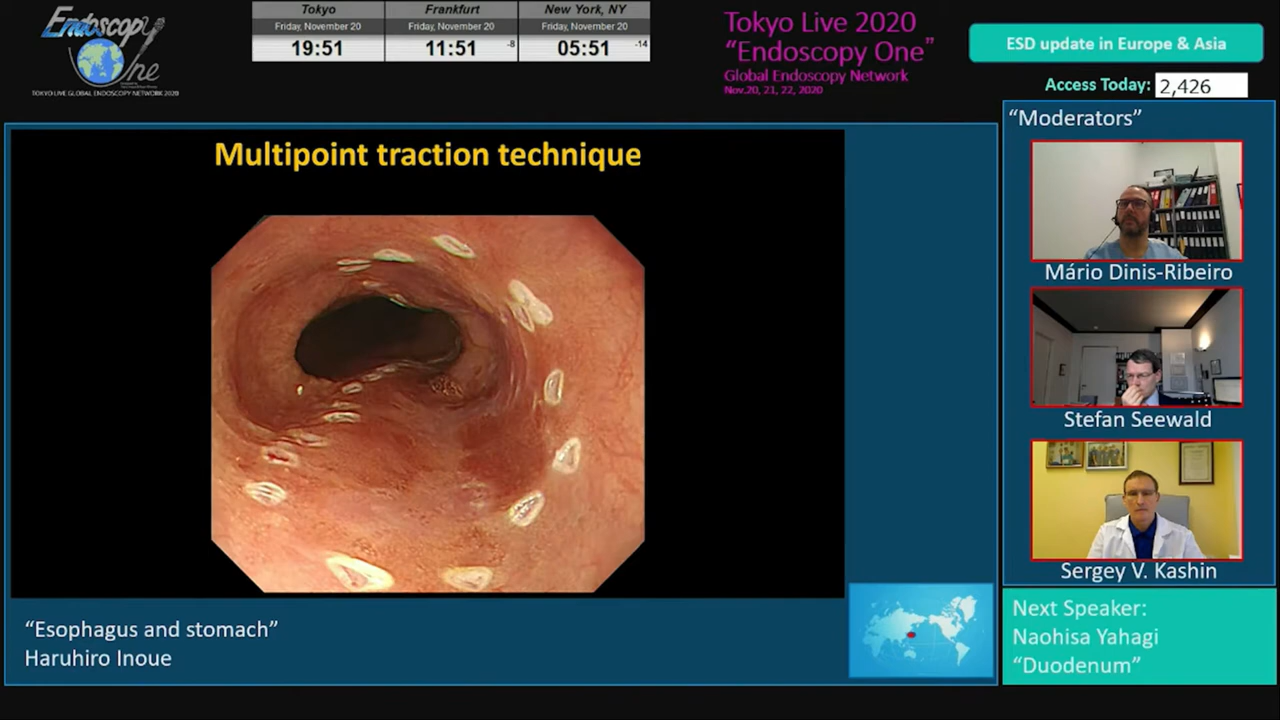 Endoscopy
One
TOKYO LIVE GLOBAL ENDOSCOPY NETWORK 2020
Tokyo
Friday, November 20
19:51
Frankfurt
Friday, November 20
11:51
-8
New York, NY
Friday, November 20
05:51
-14
Tokyo Live 2020
“Endoscopy One”
Global Endoscopy Network
Nov.20, 21, 22, 2020
ESD update in Europe & Asia
Access Today: 2,426
Multipoint traction technique
“Moderators”
Mário Dinis-Ribeiro
Stefan Seewald
Sergey V. Kashin
“Esophagus and stomach”
Haruhiro Inoue
Next Speaker:
Naohisa Yahagi
“Duodenum”